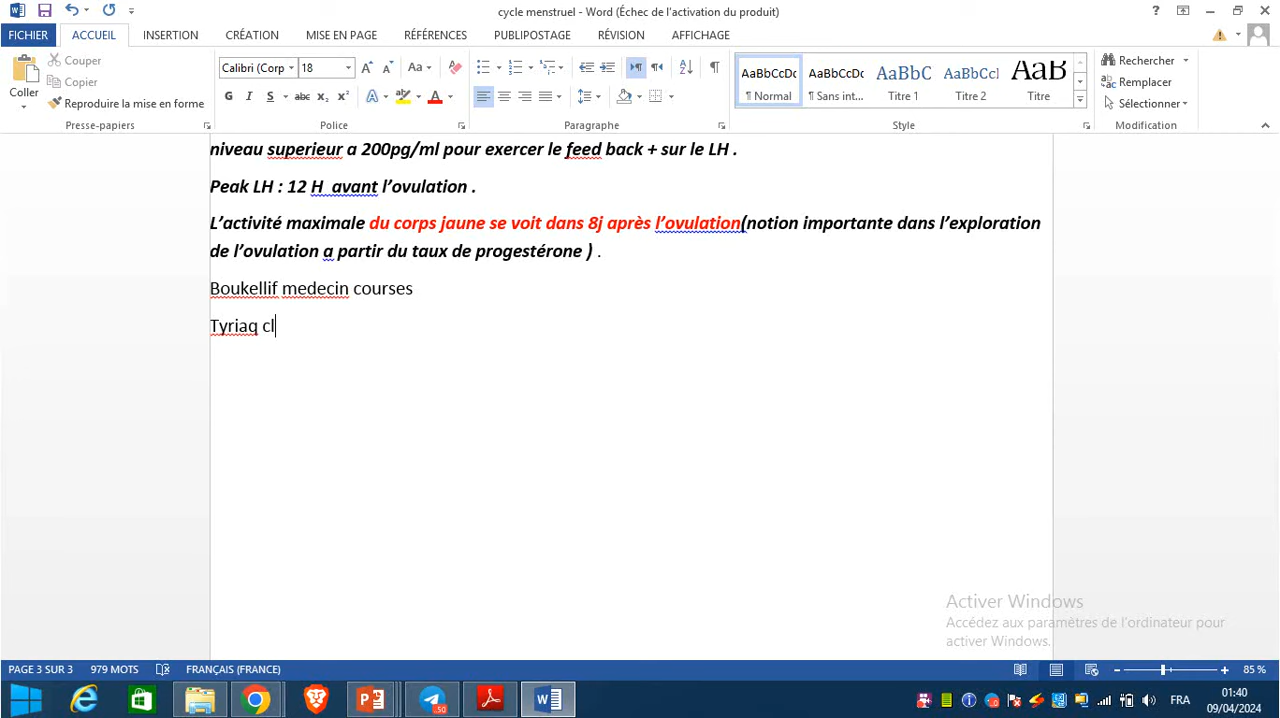 cycle menstruel - Word (Échec de l'activation du produit)
FICHIER ACCUEIL INSERTION CRÉATION MISE EN PAGE RÉFÉRENCES PUBLIPOSTAGE RÉVISION AFFICHAGE
Coller
Couper
Copier
Reproduire la mise en forme
Presse-papiers
Calibri (Corp 18
G I S abc x₂ x²
Police
Paragraphe
AaBbCcDc AaBbCcDc AaBbC AaBbCcI AaB
¶ Normal ¶ Sans int... Titre 1 Titre 2 Titre
Style
Rechercher
Remplacer
Sélectionner
Modification
niveau superieur a 200pg/ml pour exercer le feed back + sur le LH .
Peak LH : 12 H avant l’ovulation .
L’activité maximale du corps jaune se voit dans 8j après l’ovulation(notion importante dans l’exploration
de l’ovulation a partir du taux de progestérone ) .
Boukellif medecin courses
Tyriaq cl
Activer Windows
Accédez aux paramètres de l'ordinateur pour
activer Windows.
PAGE 3 SUR 3 979 MOTS FRANÇAIS (FRANCE) 85 %
50
FR
01:40
09/04/2024